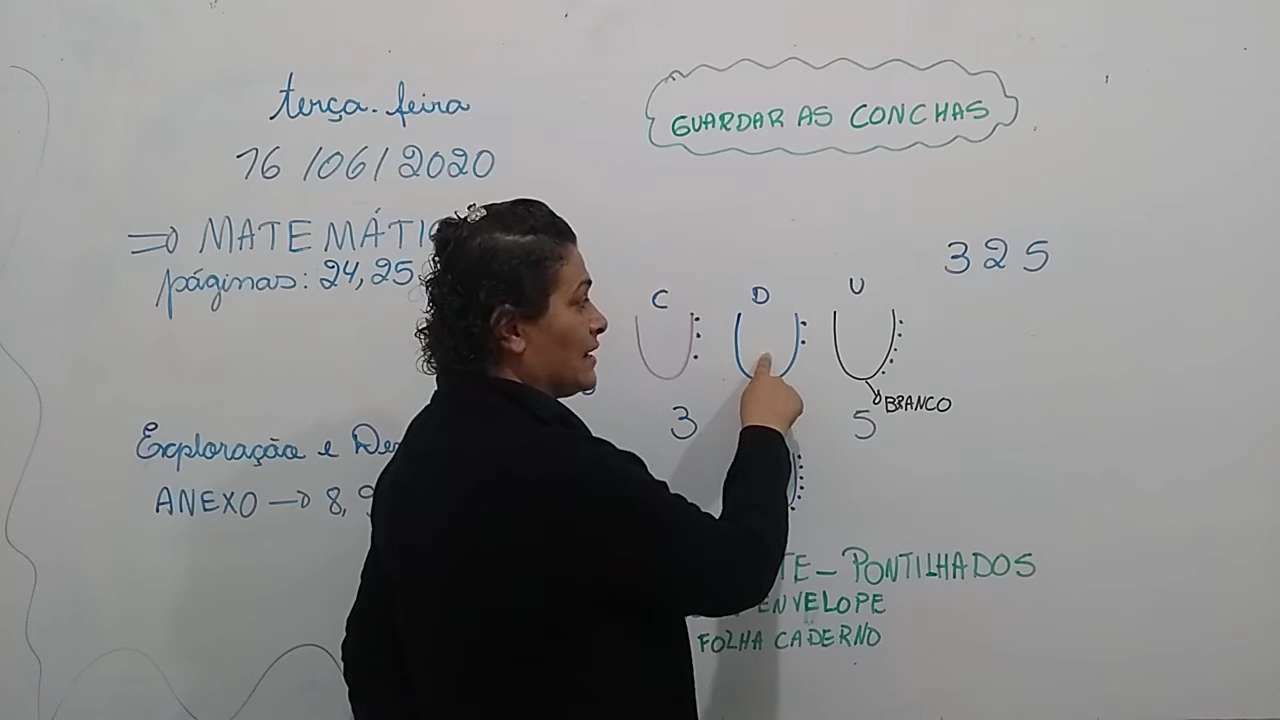 terça-feira
16/06/2020
GUARDAR AS CONCHAS
⇒ MATEMÁTI
páginas: 24, 25
325
C D U
BRANCO
3 5
Exploração e
ANEXO → 8, 9
TE - PONTILHADOS
ENVELOPE
FOLHA CADERNO